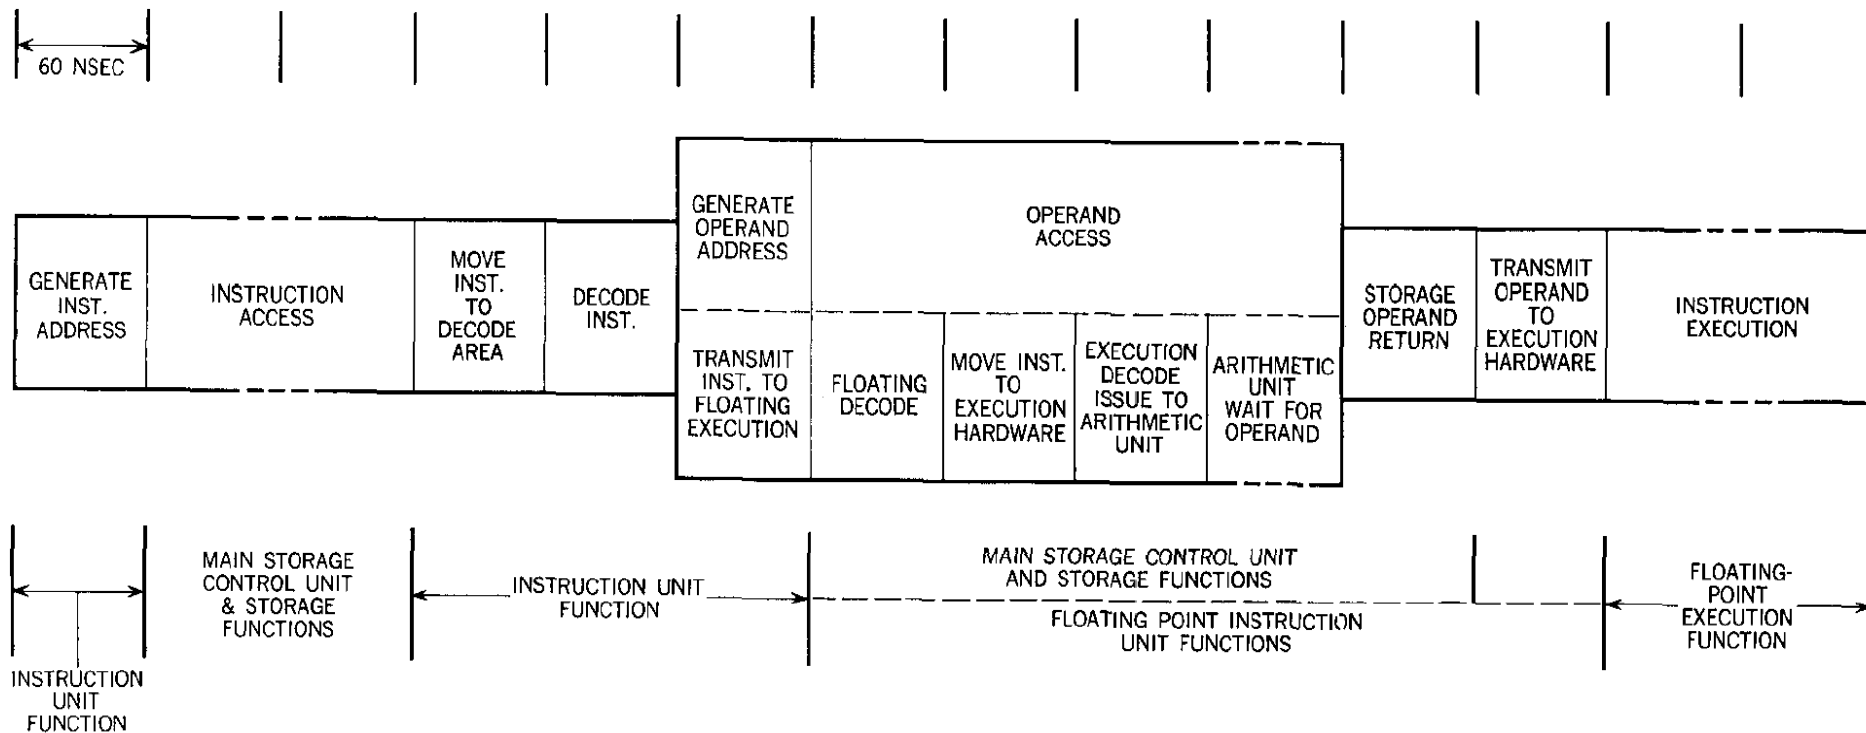 60 NSEC
GENERATE
INST.
ADDRESS
INSTRUCTION
ACCESS
MOVE
INST.
TO
DECODE
AREA
DECODE
INST.
GENERATE
OPERAND
ADDRESS
OPERAND
ACCESS
TRANSMIT
INST. TO
FLOATING
EXECUTION
FLOATING
DECODE
MOVE INST.
TO
EXECUTION
HARDWARE
EXECUTION
DECODE
ISSUE TO
ARITHMETIC
UNIT
ARITHMETIC
UNIT
WAIT FOR
OPERAND
STORAGE
OPERAND
RETURN
TRANSMIT
OPERAND
TO
EXECUTION
HARDWARE
INSTRUCTION
EXECUTION
INSTRUCTION
UNIT
FUNCTION
MAIN STORAGE
CONTROL UNIT
& STORAGE
FUNCTIONS
INSTRUCTION UNIT
FUNCTION
MAIN STORAGE CONTROL UNIT
AND STORAGE FUNCTIONS
FLOATING POINT INSTRUCTION
UNIT FUNCTIONS
FLOATING-
POINT
EXECUTION
FUNCTION